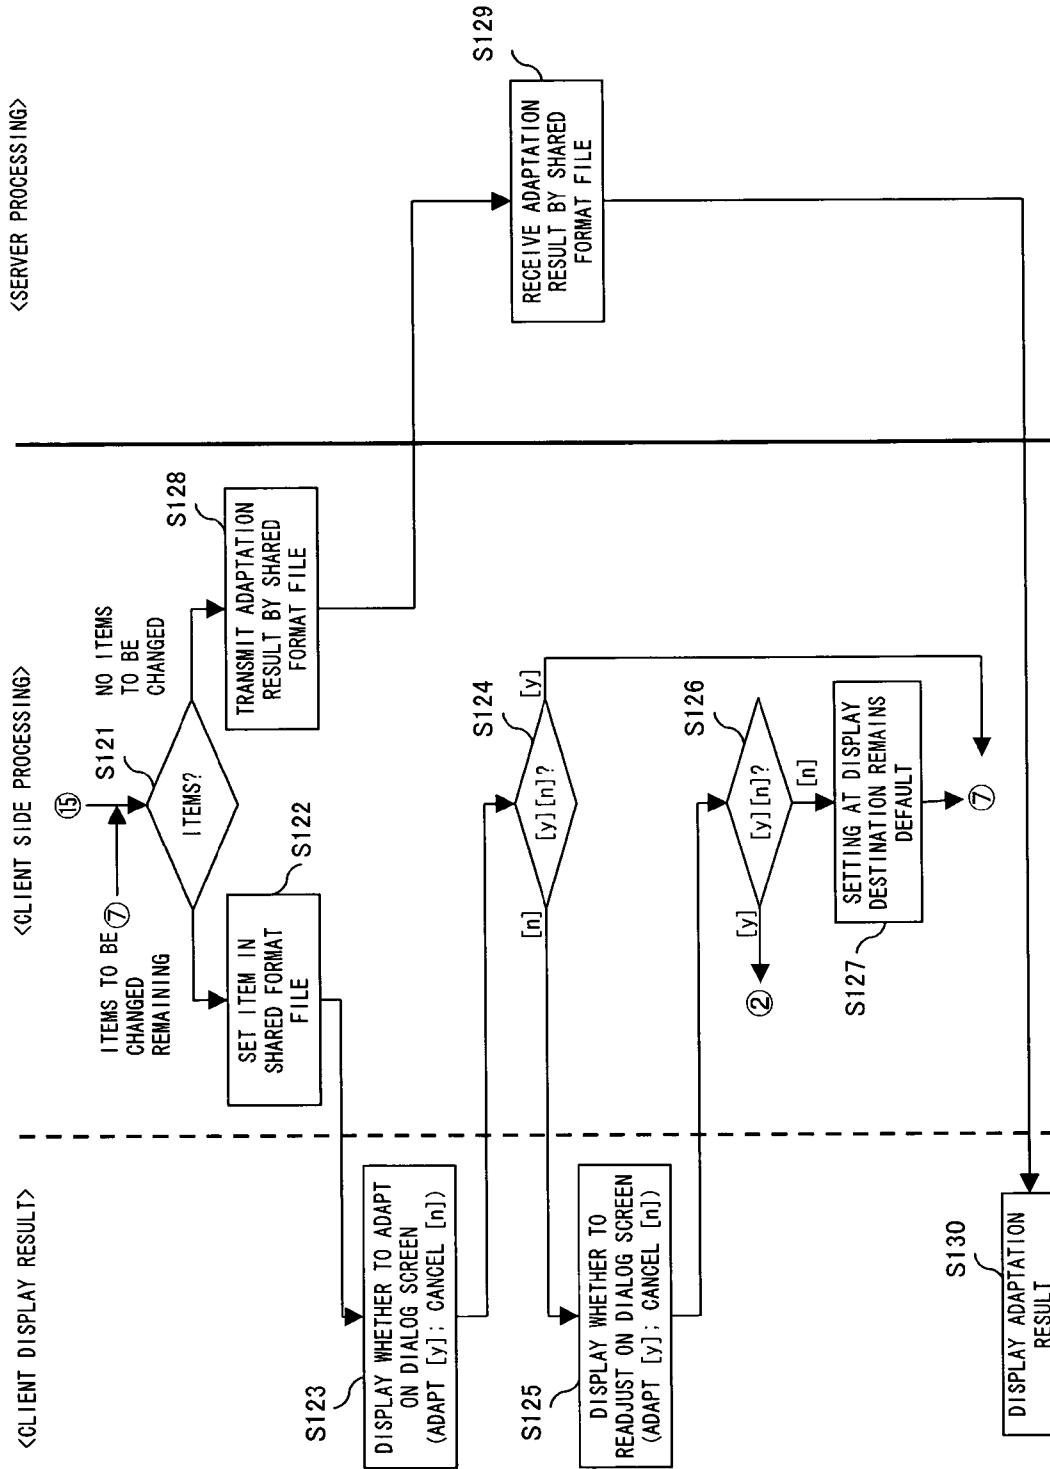 <CLIENT DISPLAY RESULT>
<CLIENT SIDE PROCESSING>
<SERVER PROCESSING>
⑮
ITEMS TO BE
CHANGED
REMAINING
⑦
S121
ITEMS?
NO ITEMS
TO BE
CHANGED
S122
SET ITEM IN
SHARED FORMAT
FILE
S128
TRANSMIT ADAPTATION
RESULT BY SHARED
FORMAT FILE
S123
DISPLAY WHETHER TO ADAPT
ON DIALOG SCREEN
(ADAPT [y]; CANCEL [n])
S124
[y][n]?
[n]
[y]
S129
RECEIVE ADAPTATION
RESULT BY SHARED
FORMAT FILE
S125
DISPLAY WHETHER TO
READJUST ON DIALOG SCREEN
(ADAPT [y]; CANCEL [n])
S126
[y][n]?
[y]
[n]
②
S127
SETTING AT DISPLAY
DESTINATION REMAINS
DEFAULT
⑦
S130
DISPLAY ADAPTATION
RESULT